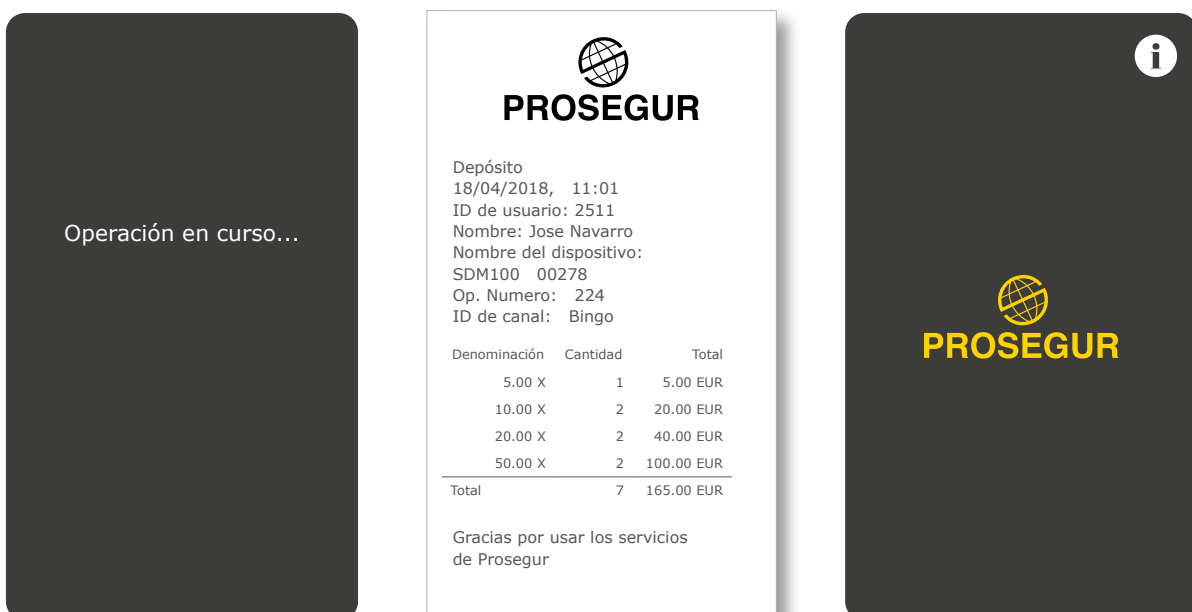 Operación en curso...
PROSEGUR
Depósito
18/04/2018, 11:01
ID de usuario: 2511
Nombre: Jose Navarro
Nombre del dispositivo:
SDM100 00278
Op. Numero: 224
ID de canal: Bingo
Denominación Cantidad Total
5.00 X 1 5.00 EUR
10.00 X 2 20.00 EUR
20.00 X 2 40.00 EUR
50.00 X 2 100.00 EUR
Total 7 165.00 EUR
Gracias por usar los servicios
de Prosegur
i
PROSEGUR